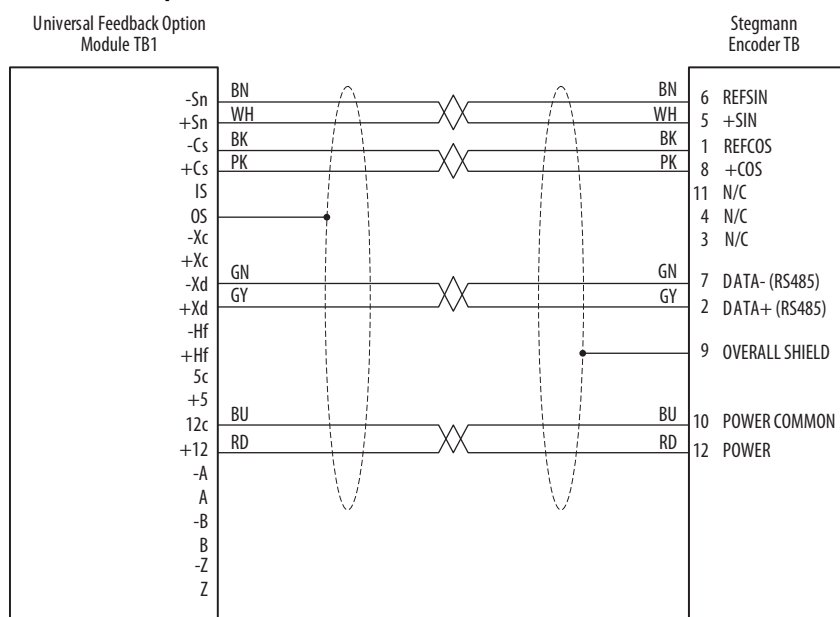 Universal Feedback Option
Module TB1
Stegmann
Encoder TB
-Sn
BN
BN
6 REFSIN
+Sn
WH
WH
5 +SIN
-Cs
BK
BK
1 REFCOS
+Cs
PK
PK
8 +COS
IS
11 N/C
OS
4 N/C
-Xc
3 N/C
+Xc
-Xd
GN
GN
7 DATA- (RS485)
+Xd
GY
GY
2 DATA+ (RS485)
-Hf
+Hf
9 OVERALL SHIELD
5c
+5
12c
BU
BU
10 POWER COMMON
+12
RD
RD
12 POWER
-A
A
-B
B
-Z
Z